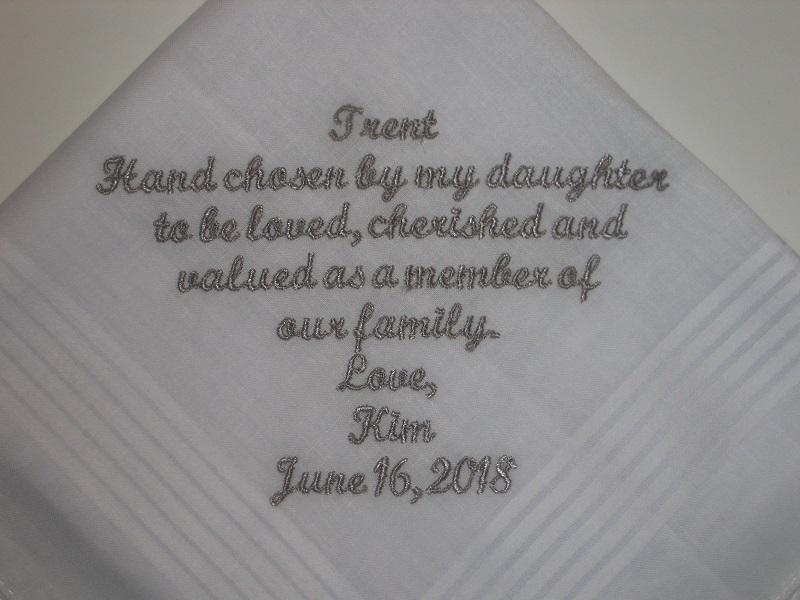 Trent
Hand chosen by my daughter
to be loved, cherished and
valued as a member of
our family.
Love,
Kim
June 16, 2018